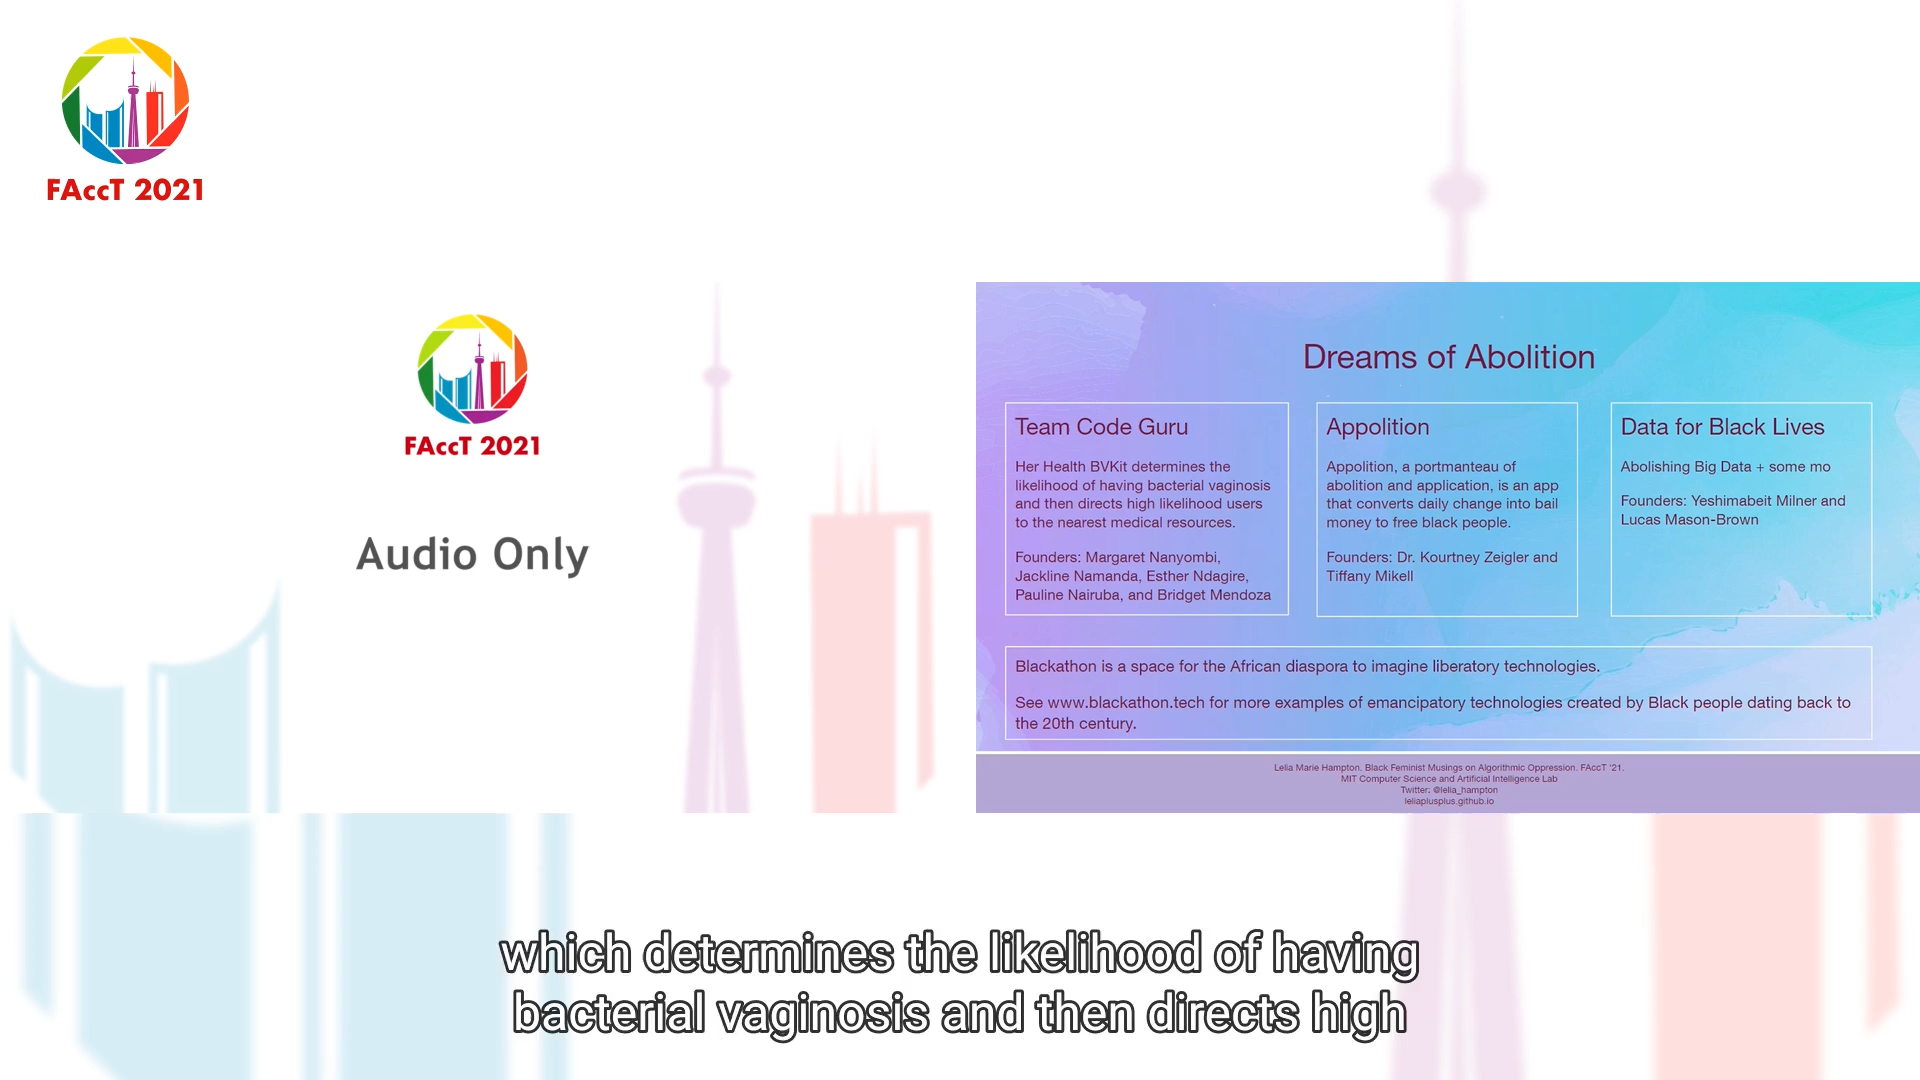 FAccT 2021
FAccT 2021
Audio Only
Dreams of Abolition
Team Code Guru
Her Health BVKit determines the
likelihood of having bacterial vaginosis
and then directs high likelihood users
to the nearest medical resources.
Founders: Margaret Nanyombi,
Jackline Namanda, Esther Ndagire,
Pauline Nairuba, and Bridget Mendoza
Appolition
Appolition, a portmanteau of
abolition and application, is an app
that converts daily change into bail
money to free black people.
Founders: Dr. Kourtney Zeigler and
Tiffany Mikell
Data for Black Lives
Abolishing Big Data + some mo
Founders: Yeshimabeit Milner and
Lucas Mason-Brown
Blackathon is a space for the African diaspora to imagine liberatory technologies.
See www.blackathon.tech for more examples of emancipatory technologies created by Black people dating back to
the 20th century.
Lelia Marie Hampton. Black Feminist Musings on Algorithmic Oppression. FAccT '21.
MIT Computer Science and Artificial Intelligence Lab
Twitter: @lelia_hampton
leliaplusplus.github.io
which determines the likelihood of having
bacterial vaginosis and then directs high